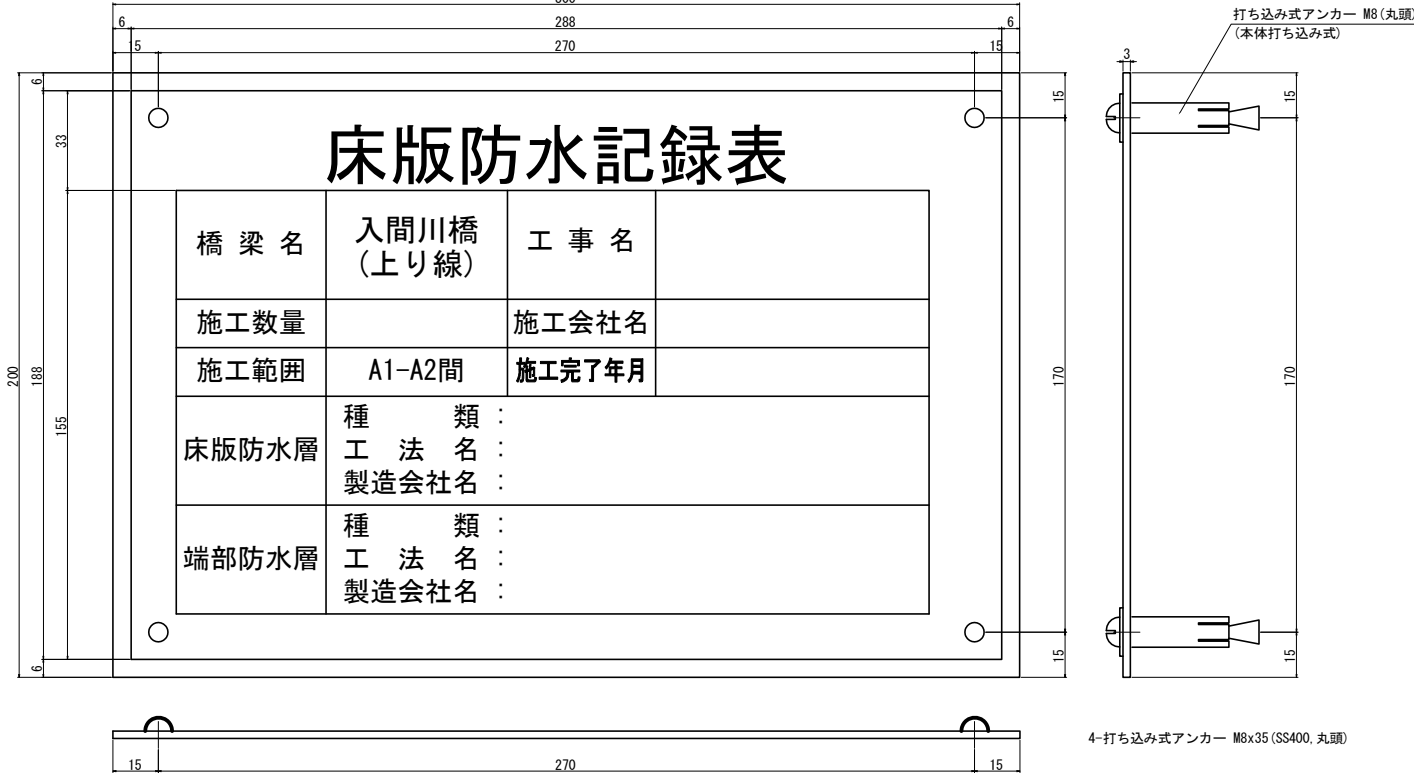 6 288 6
15 270 15
打ち込み式アンカー M8(丸頭)
(本体打ち込み式)
3
6
33
15
15
床版防水記録表
橋 梁 名 入間川橋 工 事 名
(上り線)
施工数量 施工会社名
施工範囲 A1-A2間 施工完了年月
200
188
155
170
170
床版防水層
種 類 :
工 法 名 :
製造会社名 :
端部防水層
種 類 :
工 法 名 :
製造会社名 :
6
15
15
4-打ち込み式アンカー M8x35(SS400,丸頭)
15 270 15